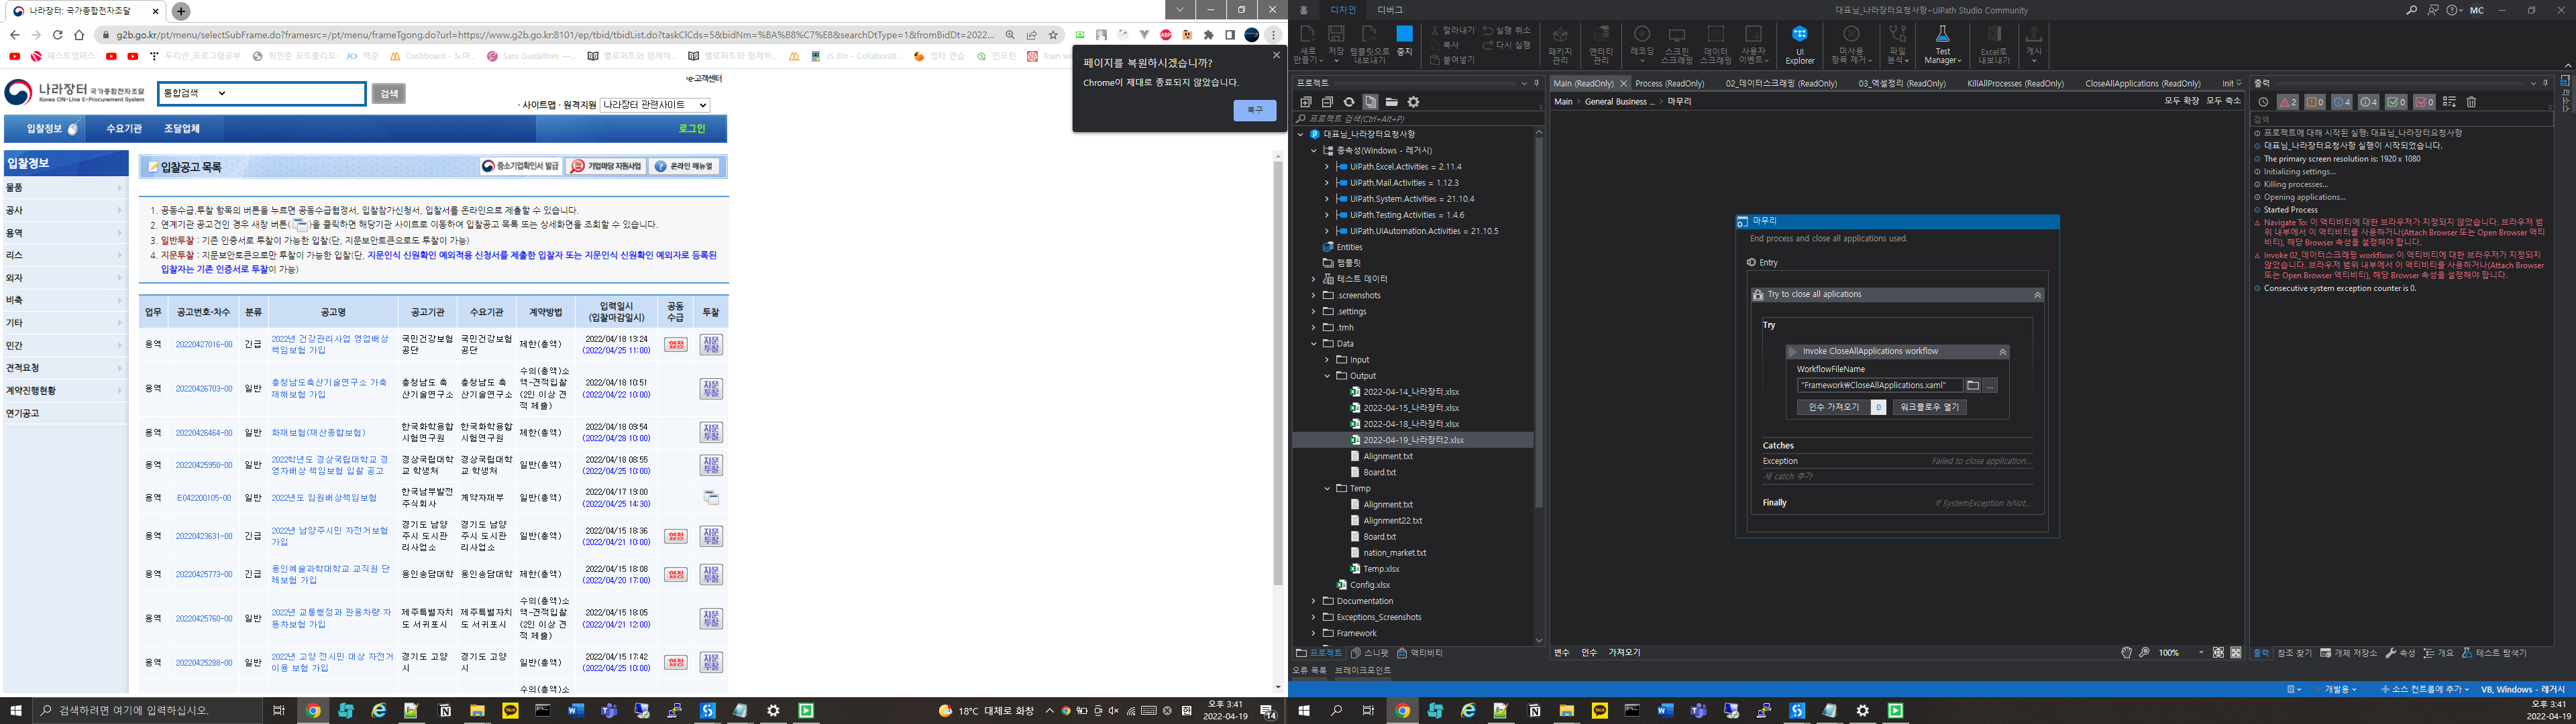 나라장터: 국가종합전자조달
g2b.go.kr/pt/menu/selectSubFrame.do?framesrc=/pt/menu/frameTgong.do?url=https://www.g2b.go.kr:8101/ep/tbid/tbidList.do?taskClCds=5&bidNm=%BA%B8%C7%E8&searchDtType=1&fromBidDt=2022...
패스트캠퍼스
두리안_프로그램공부
최민준 포트폴리오
백준
Sass Guidelines —...
벨로퍼트와 함께하...
벨로퍼트와 함께하...
JS Bin - Collaborati...
영타 연습
인프런
페이지를 복원하시겠습니까?
Chrome이 제대로 종료되지 않았습니다.
복구
나라장터 국가종합전자조달
Korea ON-Line E-Procurement System
통합검색
검색
e-고객센터
· 사이트맵 · 원격지원 나라장터 관련사이트
입찰정보 수요기관 조달업체 로그인
입찰정보
물품
공사
용역
리스
외자
비축
기타
민간
견적요청
계약진행현황
연기공고
입찰공고 목록
중소기업확인서 발급 기업마당 지원사업 온라인 매뉴얼
1. 공동수급,투찰 항목의 버튼을 누르면 공동수급협정서, 입찰참가신청서, 입찰서를 온라인으로 제출할 수 있습니다.
2. 연계기관 공고건인 경우 새창 버튼( )을 클릭하면 해당기관 사이트로 이동하여 입찰공고 목록 또는 상세화면을 조회할 수 있습니다.
3. 일반투찰 : 기존 인증서로 투찰이 가능한 입찰(단, 지문보안토큰으로도 투찰이 가능)
4. 지문투찰 : 지문보안토큰으로만 투찰이 가능한 입찰(단, 지문인식 신원확인 예외적용 신청서를 제출한 입찰자 또는 지문인식 신원확인 예외자로 등록된
입찰자는 기존 인증서로 투찰이 가능)
업무 공고번호-차수 분류 공고명 공고기관 수요기관 계약방법 입력일시 (입찰마감일시) 공동 수급 투찰
용역 20220427016-00 긴급 2022년 건강관리사업 영업배상 책임보험 가입 국민건강보험 공단 국민건강보험 공단 제한(총액) 2022/04/18 13:24 (2022/04/25 11:00) 협정 지문 투찰
용역 20220426703-00 일반 충청남도축산기술연구소 가축 재해보험 가입 충청남도 축 산기술연구소 충청남도 축 산기술연구소 수의(총액)소 액-견적입찰 (2인 이상 견 적 제출) 2022/04/18 10:51 (2022/04/22 10:00) 지문 투찰
용역 20220426464-00 일반 화재보험(재산종합보험) 한국화학융합 시험연구원 한국화학융합 시험연구원 제한(총액) 2022/04/18 09:54 (2022/04/28 10:00) 지문 투찰
용역 20220425950-00 일반 2022학년도 경상국립대학교 경 영자배상 책임보험 입찰 공고 경상국립대학 교 학생처 경상국립대학 교 학생처 일반(총액) 2022/04/18 08:55 (2022/04/25 10:00) 지문 투찰
용역 E042200105-00 일반 2022년도 임원배상책임보험 한국남부발전 주식회사 계약자재부 일반(총액) 2022/04/17 19:00 (2022/04/25 14:30)
용역 20220423631-00 일반 2022년 남양주시민 자전거보험 가입 경기도 남양 주시 도시관 리사업소 경기도 남양 주시 도시관 리사업소 일반(총액) 2022/04/15 18:36 (2022/04/21 10:00) 협정 지문 투찰
용역 20220425773-00 긴급 용인예술과학대학교 교직원 단 체보험 가입 용인송담대학 용인송담대학 제한(총액) 2022/04/15 18:08 (2022/04/20 17:00) 협정 지문 투찰
용역 20220425760-00 일반 2022년 교통행정과 관용차량 자 동차보험 가입 제주특별자치 도 서귀포시 제주특별자치 도 서귀포시 수의(총액)소 액-견적입찰 (2인 이상 견 적 제출) 2022/04/15 18:05 (2022/04/21 12:00) 지문 투찰
용역 20220425288-00 일반 2022년 고양 전시민 대상 자전거 이용 보험 가입 경기도 고양 시 경기도 고양 시 일반(총액) 2022/04/15 17:42 (2022/04/25 10:00) 협정 지문 투찰
수의(총액)소
검색하려면 여기에 입력하십시오.
18°C 대체로 화창
오후 3:41
2022-04-19
홈 디자인 디버그
대표님_나라장터요청사항~UiPath Studio Community
MC
새로 만들기
저장
템플릿으로 내보내기
중지
잘라내기
복사
붙여넣기
실행 취소
다시 실행
패키지 관리
엔터티 관리
레코딩
스크린 스크래핑
데이터 스크래핑
사용자 이벤트
UI Explorer
미사용 항목 제거
파일 분석
Test Manager
Excel로 내보내기
게시
프로젝트
프로젝트 검색(Ctrl+Alt+P)
대표님_나라장터요청사항
종속성(Windows - 레거시)
UiPath.Excel.Activities = 2.11.4
UiPath.Mail.Activities = 1.12.3
UiPath.System.Activities = 21.10.4
UiPath.Testing.Activities = 1.4.6
UiPath.UIAutomation.Activities = 21.10.5
Entities
템플릿
테스트 데이터
.screenshots
.settings
.tmh
Data
Input
Output
2022-04-14_나라장터.xlsx
2022-04-15_나라장터.xlsx
2022-04-18_나라장터.xlsx
2022-04-19_나라장터2.xlsx
Alignment.txt
Board.txt
Temp
Alignment.txt
Alignment22.txt
Board.txt
nation_market.txt
Temp.xlsx
Config.xlsx
Documentation
Exceptions_Screenshots
Framework
프로젝트 스니펫 액티비티
오류 목록 브레이크포인트
Main (ReadOnly) Process (ReadOnly) 02_데이터스크래핑 (ReadOnly) 03_엑셀정리 (ReadOnly) KillAllProcesses (ReadOnly) CloseAllApplications (ReadOnly) Init
Main > General Business ... > 마무리
모두 확장 모두 축소
마무리
End process and close all applications used.
Entry
Try to close all aplications
Try
Invoke CloseAllApplications workflow
WorkflowFileName
"Framework₩CloseAllApplications.xaml"
인수 가져오기 0 워크플로우 열기
Catches
Exception Failed to close application...
새 catch 추가
Finally If SystemException IsNot...
변수 인수 가져오기
100%
출력
2 0 4 4 0 0
검색
프로젝트에 대해 시작된 실행: 대표님_나라장터요청사항
대표님_나라장터요청사항 실행이 시작되었습니다.
The primary screen resolution is: 1920 x 1080
Initializing settings...
Killing processes...
Opening applications...
Started Process
Navigate To: 이 액티비티에 대한 브라우저가 지정되지 않았습니다. 브라우저 범
위 내부에서 이 액티비티를 사용하거나(Attach Browser 또는 Open Browser 액티
비티), 해당 Browser 속성을 설정해야 합니다.
Invoke 02_데이터스크래핑 workflow: 이 액티비티에 대한 브라우저가 지정되지
않았습니다. 브라우저 범위 내부에서 이 액티비티를 사용하거나(Attach Browser
또는 Open Browser 액티비티), 해당 Browser 속성을 설정해야 합니다.
Consecutive system exception counter is 0.
출력 참조 찾기 개체 저장소 속성 개요 테스트 탐색기
개발용 소스 컨트롤에 추가 VB, Windows - 레거시
오후 3:41
2022-04-19